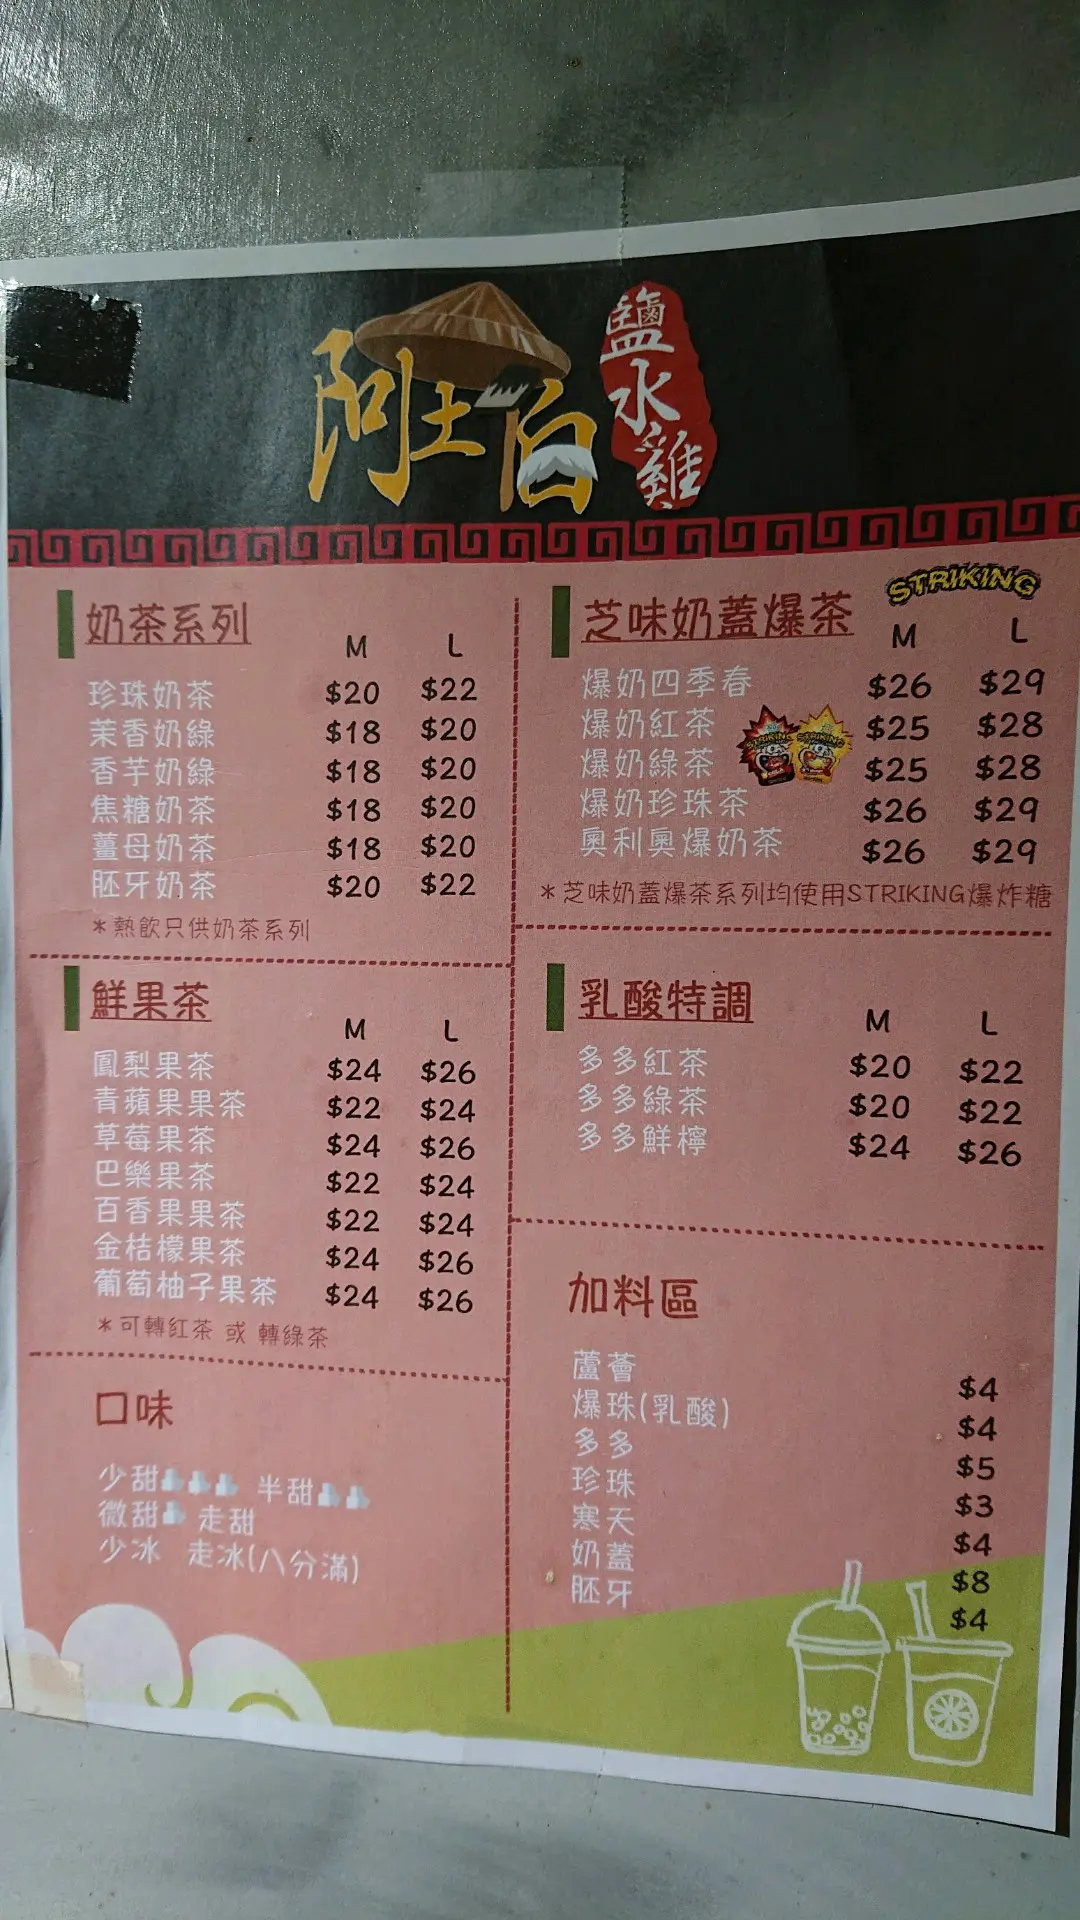 阿土伯
鹽水雞
奶茶系列 M L
珍珠奶茶 $20 $22
茉香奶綠 $18 $20
香芋奶綠 $18 $20
焦糖奶茶 $18 $20
薑母奶茶 $18 $20
胚牙奶茶 $20 $22
*熱飲只供奶茶系列
STRIKING
芝味奶蓋爆茶 M L
爆奶四季春 $26 $29
爆奶紅茶 $25 $28
爆奶綠茶 $25 $28
爆奶珍珠茶 $26 $29
奧利奧爆奶茶 $26 $29
STRIKING STRIKING
*芝味奶蓋爆茶系列均使用STRIKING爆炸糖
鮮果茶 M L
鳳梨果茶 $24 $26
青蘋果果茶 $22 $24
草莓果茶 $24 $26
巴樂果茶 $22 $24
百香果果茶 $22 $24
金桔檬果茶 $24 $26
葡萄柚子果茶 $24 $26
*可轉紅茶 或 轉綠茶
乳酸特調 M L
多多紅茶 $20 $22
多多綠茶 $20 $22
多多鮮檸 $24 $26
口味
少甜 半甜
微甜 走甜
少冰 走冰(八分滿)
加料區
蘆薈 $4
爆珠(乳酸) $4
多多 $5
珍珠 $3
寒天 $4
奶蓋 $8
胚牙 $4